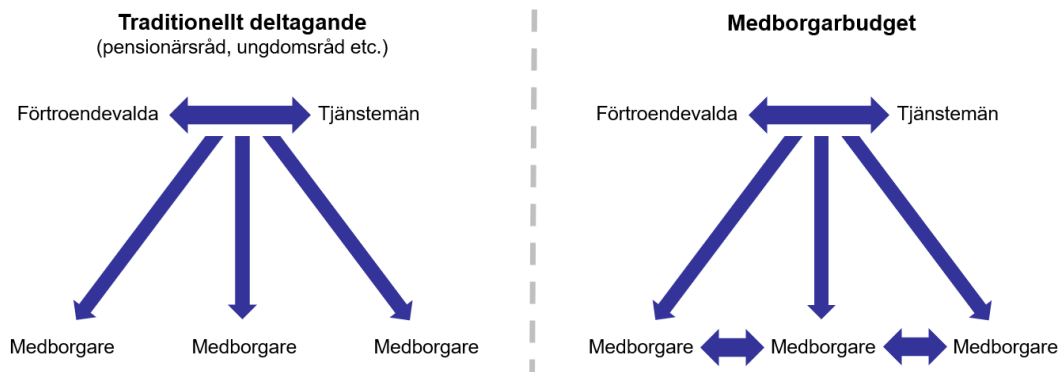 Traditionellt deltagande
(pensionärsråd, ungdomsråd etc.)
Förtroendevalda
Tjänstemän
Medborgare
Medborgare
Medborgare
Medborgarbudget
Förtroendevalda
Tjänstemän
Medborgare
Medborgare
Medborgare